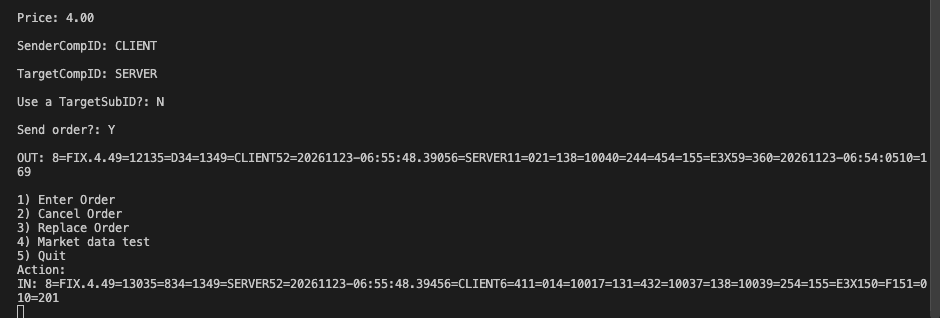 Price: 4.00
SenderCompID: CLIENT
TargetCompID: SERVER
Use a TargetSubID?: N
Send order?: Y
OUT: 8=FIX.4.49=12135=D34=1349=CLIENT52=20261123-06:55:48.39056=SERVER11=021=138=10040=244=454=155=E3X59=360=20261123-06:54:0510=1
69
1) Enter Order
2) Cancel Order
3) Replace Order
4) Market data test
5) Quit
Action:
IN: 8=FIX.4.49=13035=834=1349=SERVER52=20261123-06:55:48.39456=CLIENT6=411=014=10017=131=432=10037=138=10039=254=155=E3X150=F151=0
10=201